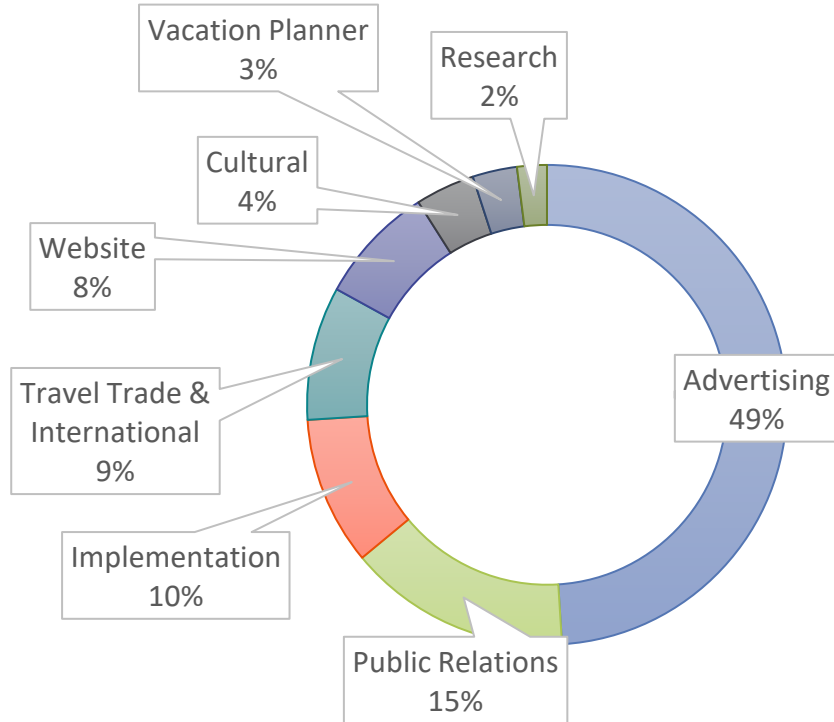 Vacation Planner
3%
Research
2%
Cultural
4%
Website
8%
Advertising
49%
Travel Trade &
International
9%
Implementation
10%
Public Relations
15%